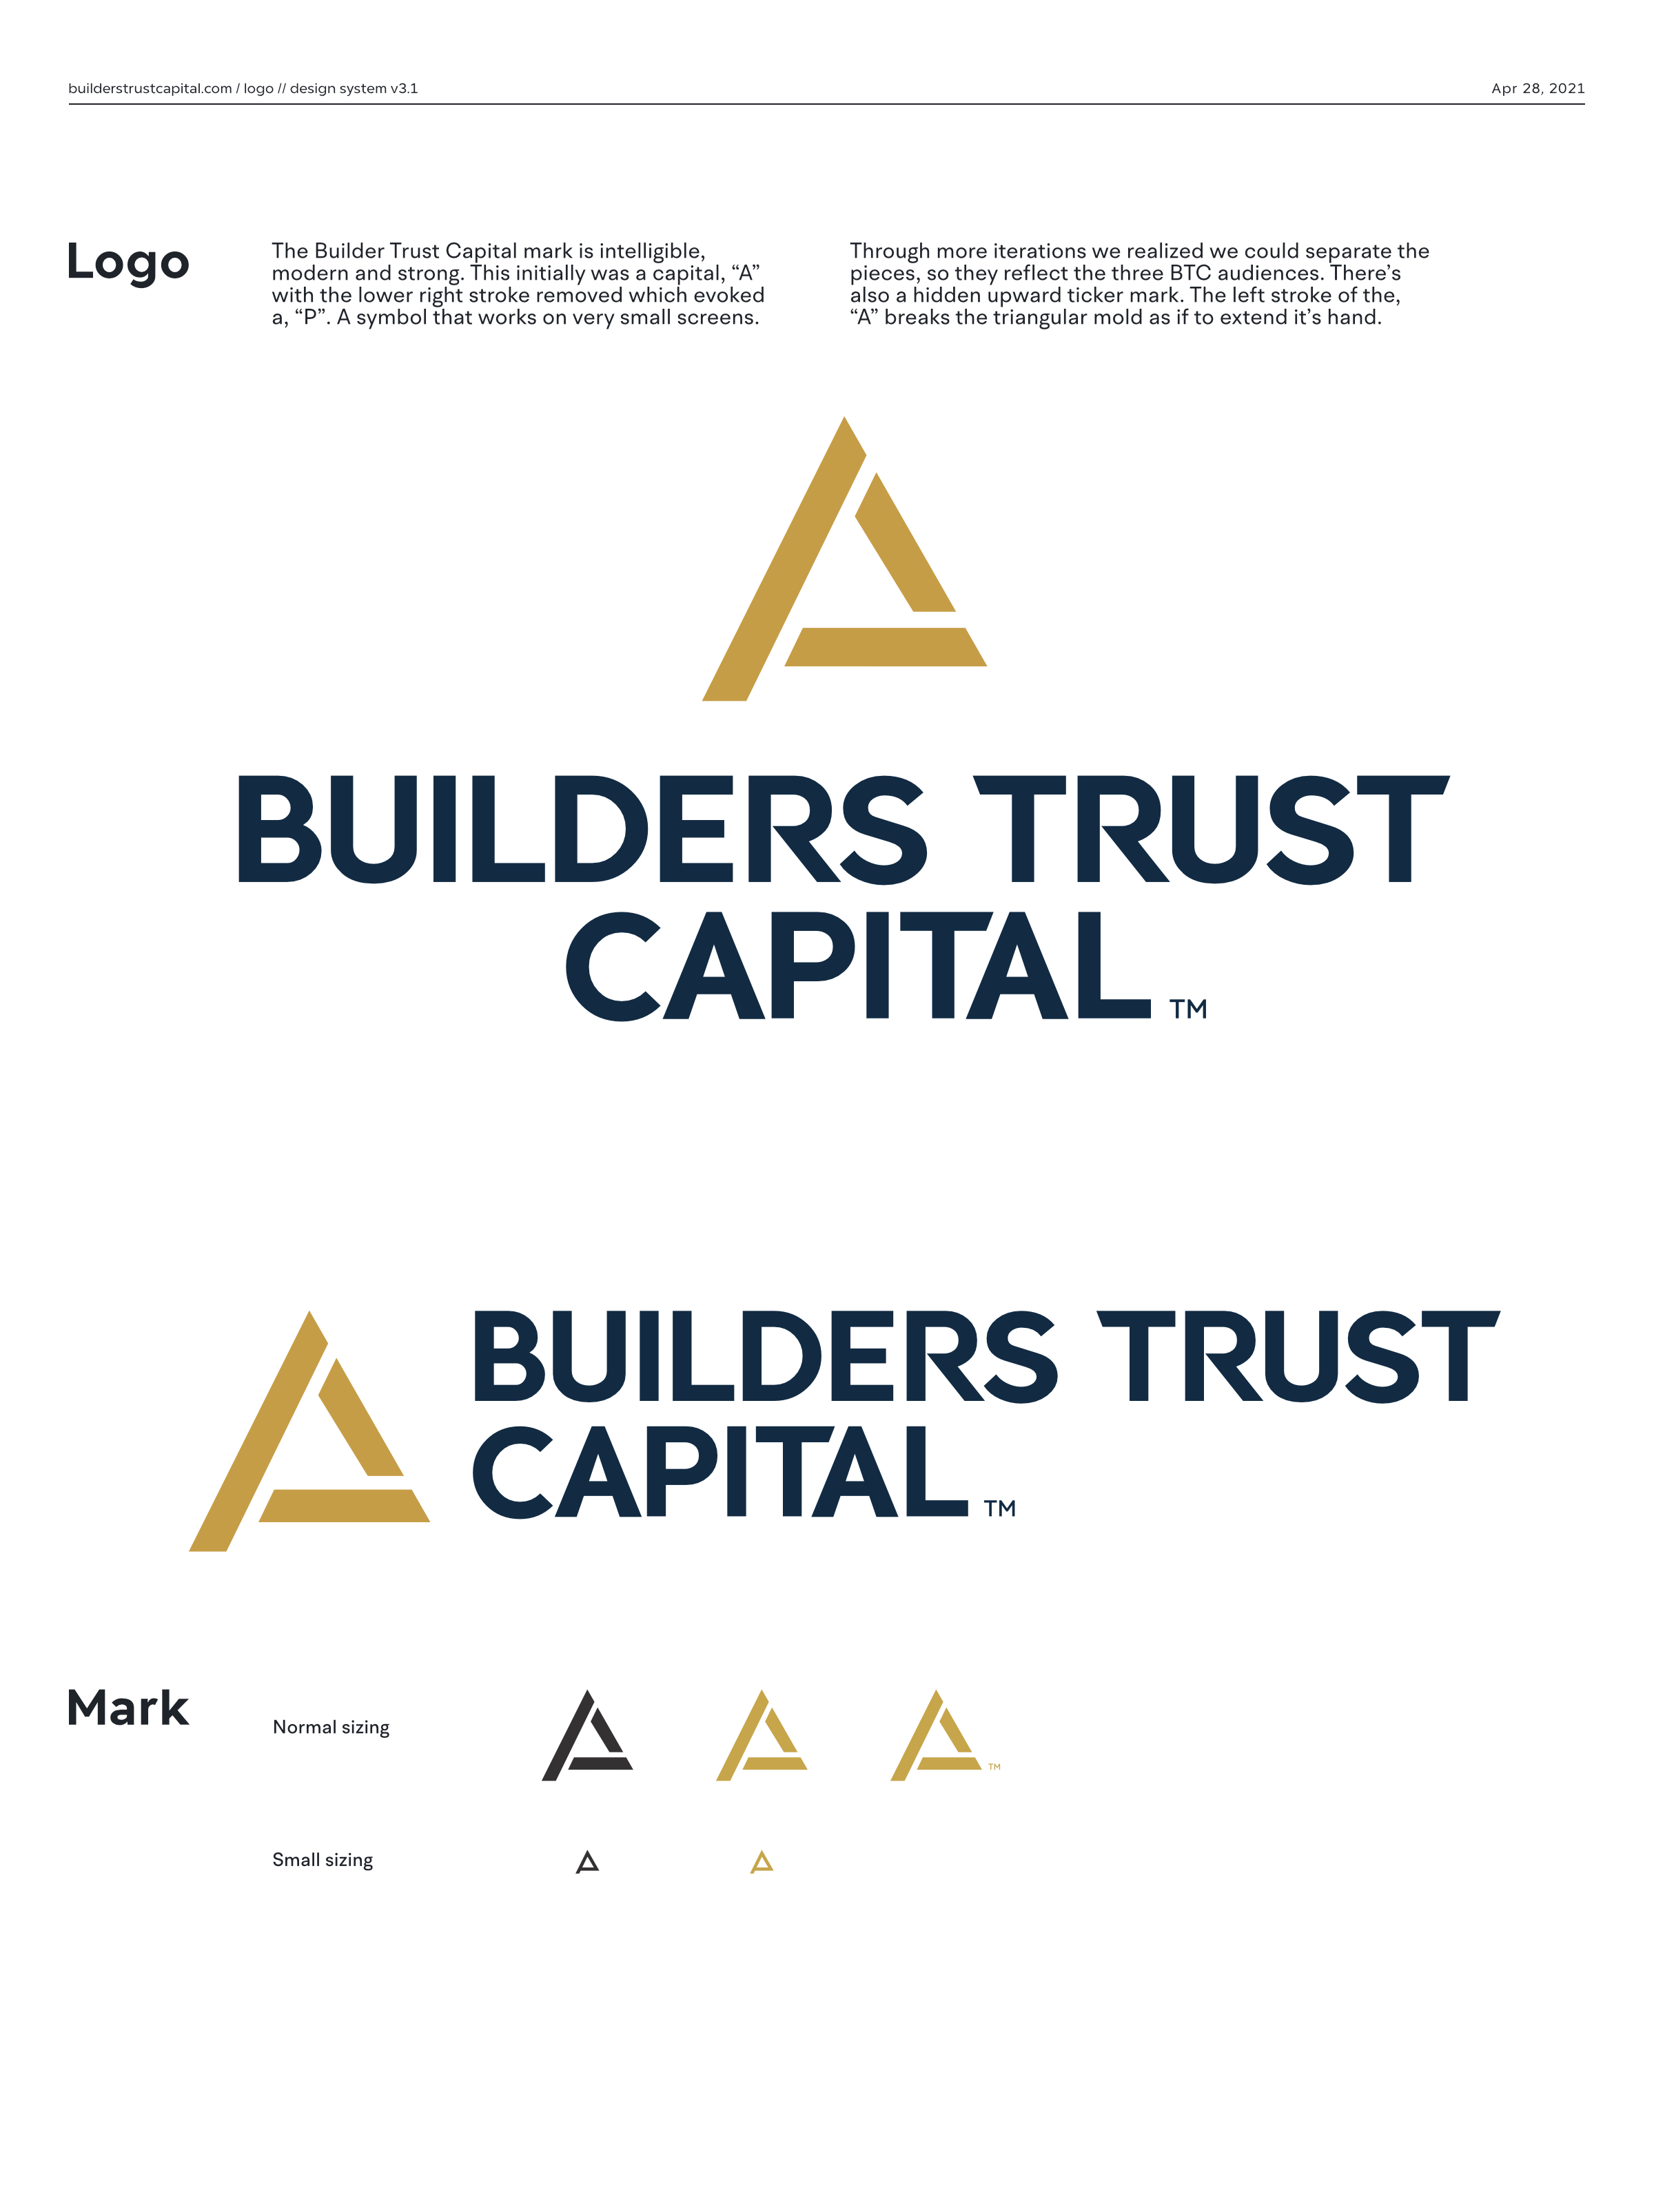 builderstrustcapital.com / logo // design system v3.1
Apr 28, 2021
Logo
The Builder Trust Capital mark is intelligible,
modern and strong. This initially was a capital, “A”
with the lower right stroke removed which evoked
a, “P”. A symbol that works on very small screens.
Through more iterations we realized we could separate the
pieces, so they reflect the three BTC audiences. There’s
also a hidden upward ticker mark. The left stroke of the,
“A” breaks the triangular mold as if to extend it’s hand.
BUILDERS TRUST
CAPITAL TM
BUILDERS TRUST
CAPITAL TM
Mark
Normal sizing
TM
Small sizing